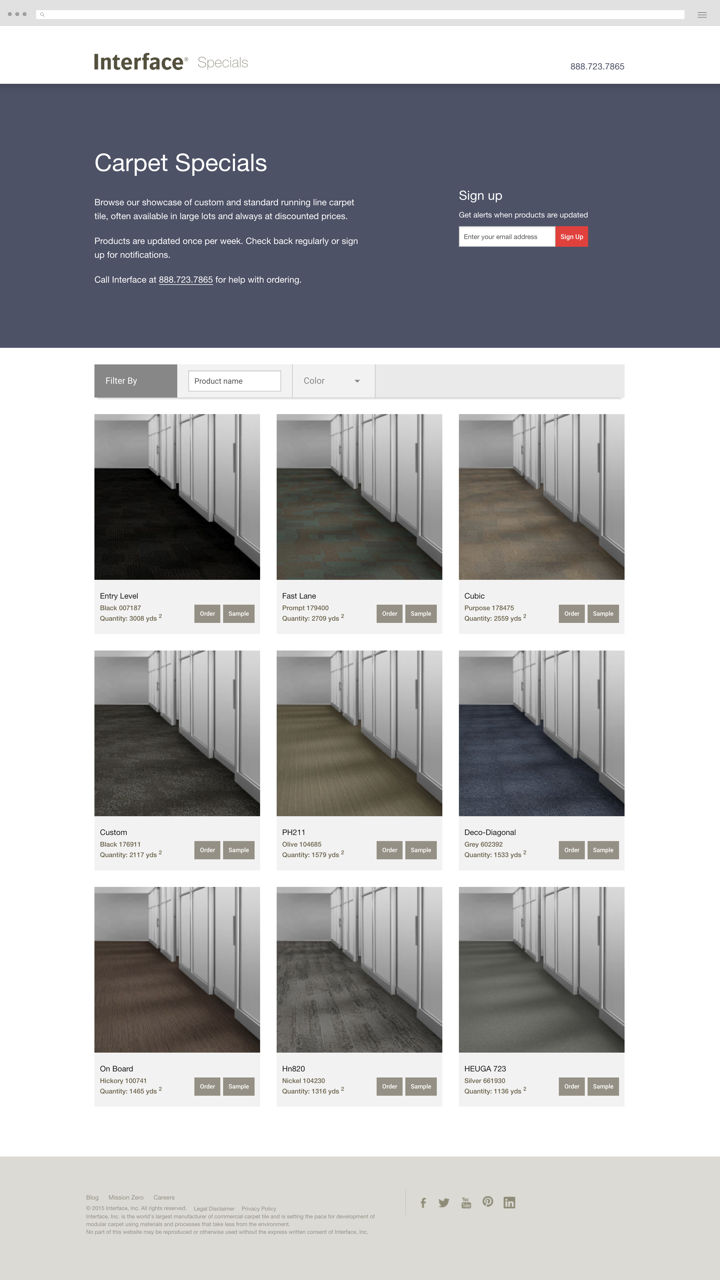 Interface® Specials
888.723.7865
Carpet Specials
Browse our showcase of custom and standard running line carpet
tile, often available in large lots and always at discounted prices.
Products are updated once per week. Check back regularly or sign
up for notifications.
Call Interface at 888.723.7865 for help with ordering.
Sign up
Get alerts when products are updated
Enter your email address Sign Up
Filter By Product name Color
Entry Level
Black 007187
Quantity: 3008 yds 2
Order Sample
Fast Lane
Prompt 179400
Quantity: 2709 yds 2
Order Sample
Cubic
Purpose 178475
Quantity: 2559 yds 2
Order Sample
Custom
Black 176911
Quantity: 2117 yds 2
Order Sample
PH211
Olive 104685
Quantity: 1579 yds 2
Order Sample
Deco-Diagonal
Grey 602392
Quantity: 1533 yds 2
Order Sample
On Board
Hickory 100741
Quantity: 1465 yds 2
Order Sample
Hn820
Nickel 104230
Quantity: 1316 yds 2
Order Sample
HEUGA 723
Silver 661930
Quantity: 1136 yds 2
Order Sample
Blog Mission Zero Careers
© 2015 Interface, Inc. All rights reserved. Legal Disclaimer Privacy Policy
Interface, Inc. is the world's largest manufacturer of commercial carpet tile and is setting the pace for development of
modular carpet using materials and processes that take less from the environment.
No part of this website may be reproduced or otherwise used without the express written consent of Interface, Inc.
You
Tube